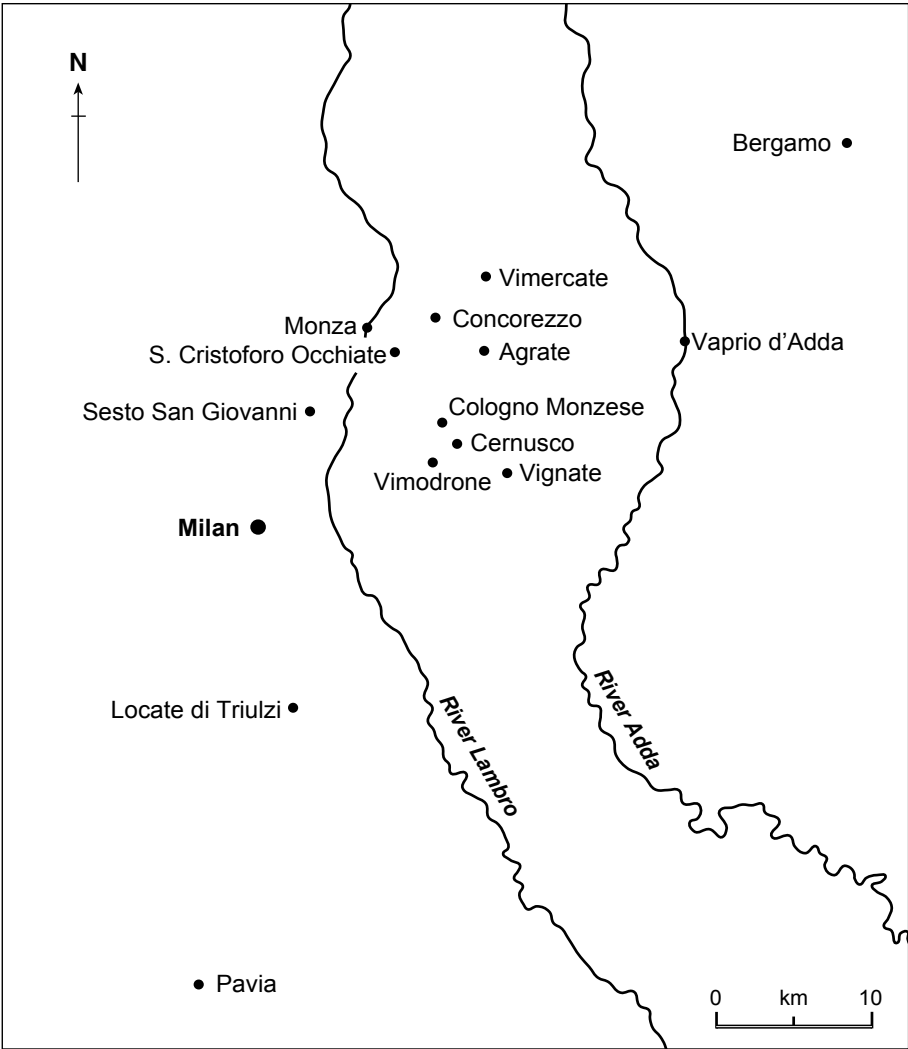 N
Bergamo
Vimercate
Concorezzo
Monza
S. Cristoforo Occhiate
Agrate
Vaprio d’Adda
Sesto San Giovanni
Cologno Monzese
Cernusco
Vimodrone
Vignate
Milan
Locate di Triulzi
River Lambro
River Adda
Pavia
0 km 10